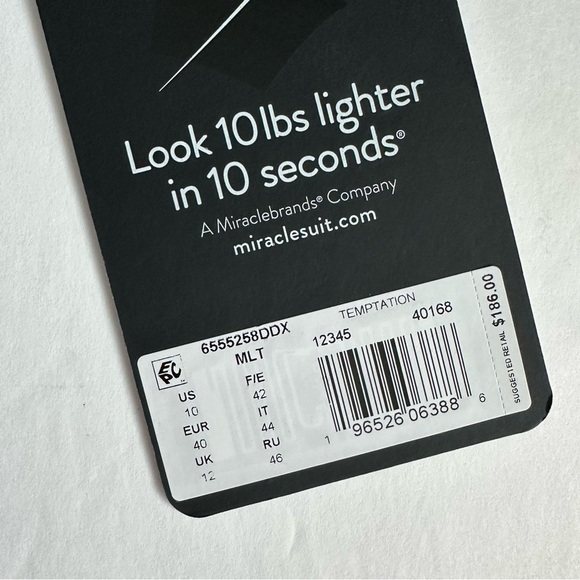 Look 10lbs lighter
in 10 seconds®
A Miraclebrands® Company
miraclesuit.com
6555258DDX
MLT
TEMPTATION
12345 40168
EPC
US F/E
10 42
EUR IT
40 44
UK RU
12 46
1 96526 06388 6
SUGGESTED RETAIL $186.00